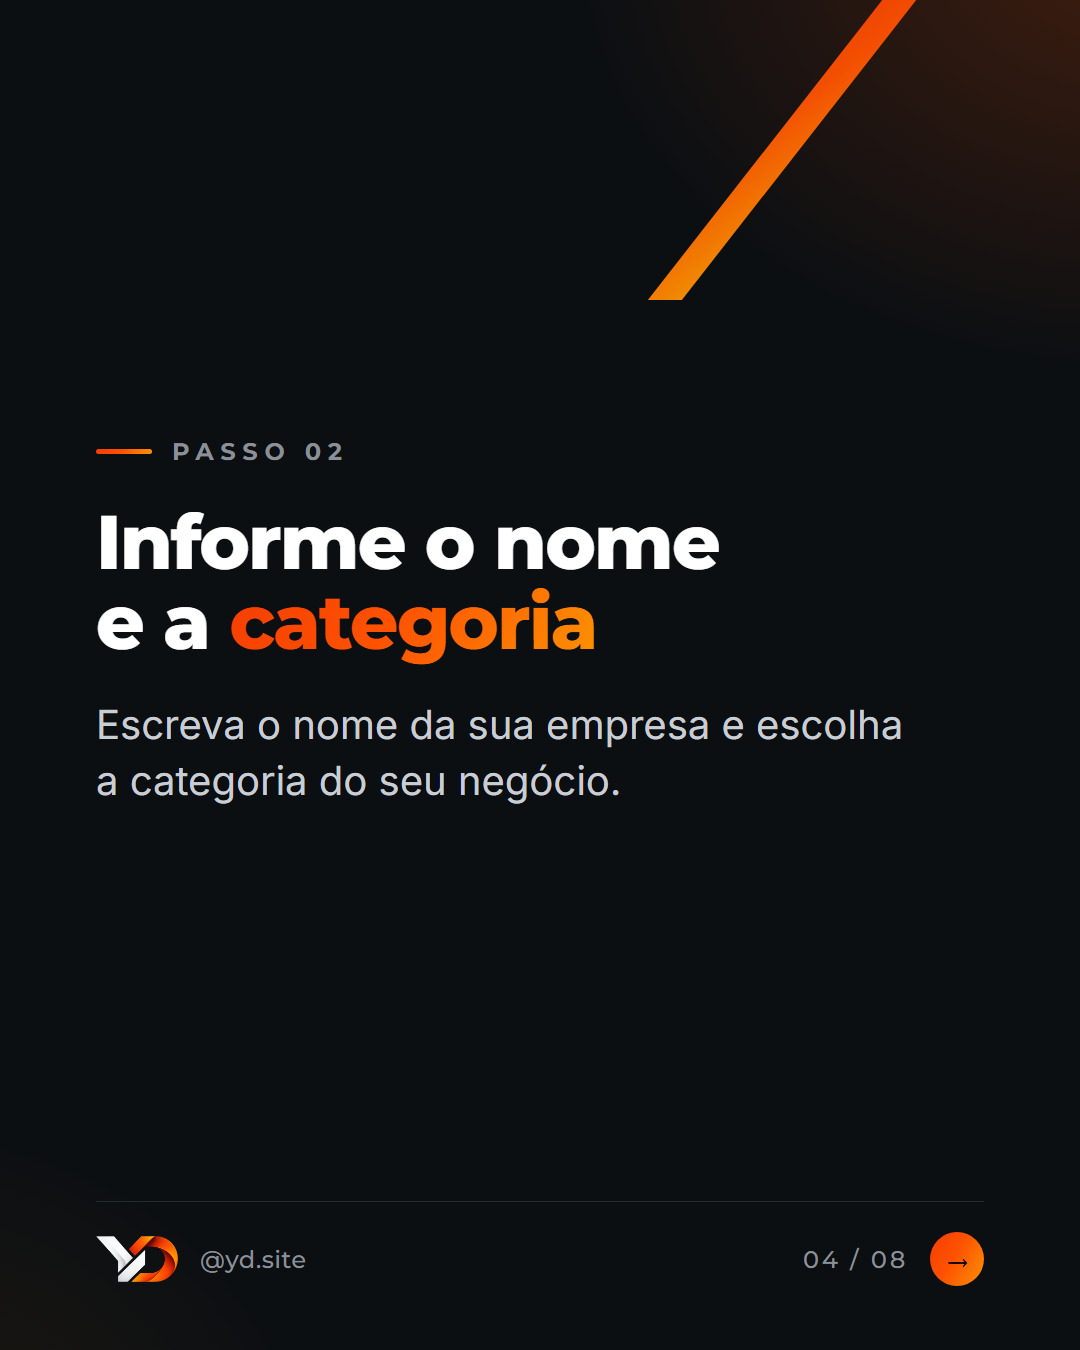 PASSO 02
Informe o nome
e a categoria
Escreva o nome da sua empresa e escolha
a categoria do seu negócio.
YD @yd.site 04 / 08 →